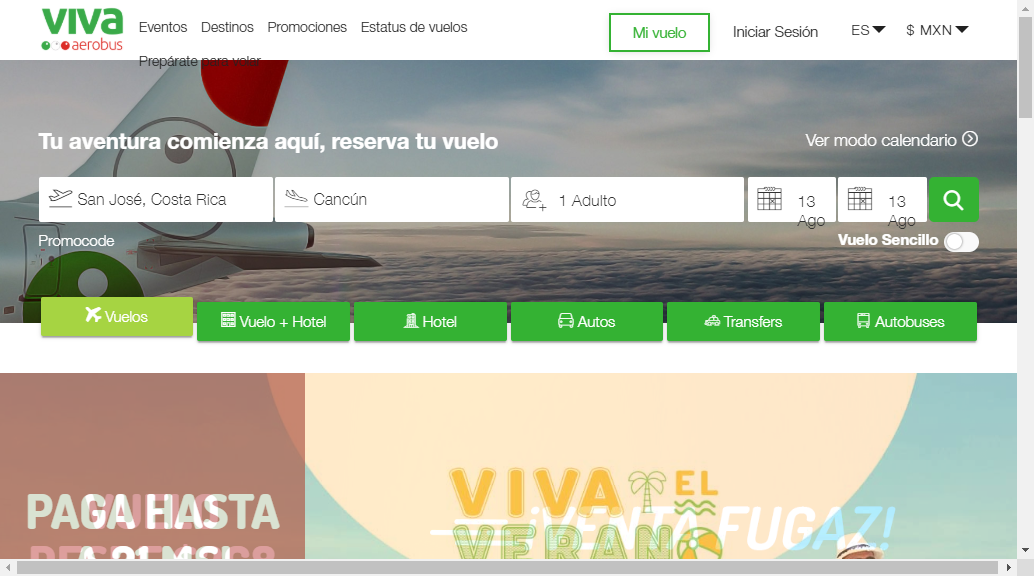 viva
aerobus
Eventos Destinos Promociones Estatus de vuelos
Prepárate para volar
Mi vuelo
Iniciar Sesión
ES
$ MXN
Tu aventura comienza aquí, reserva tu vuelo
Ver modo calendario
San José, Costa Rica
Cancún
1 Adulto
13 Ago
13 Ago
Promocode
Vuelo Sencillo
Vuelos
Vuelo + Hotel
Hotel
Autos
Transfers
Autobuses
PAGA HASTA
A 21 MSI
VIVA EL
VERANO
¡VENTA FUGAZ!